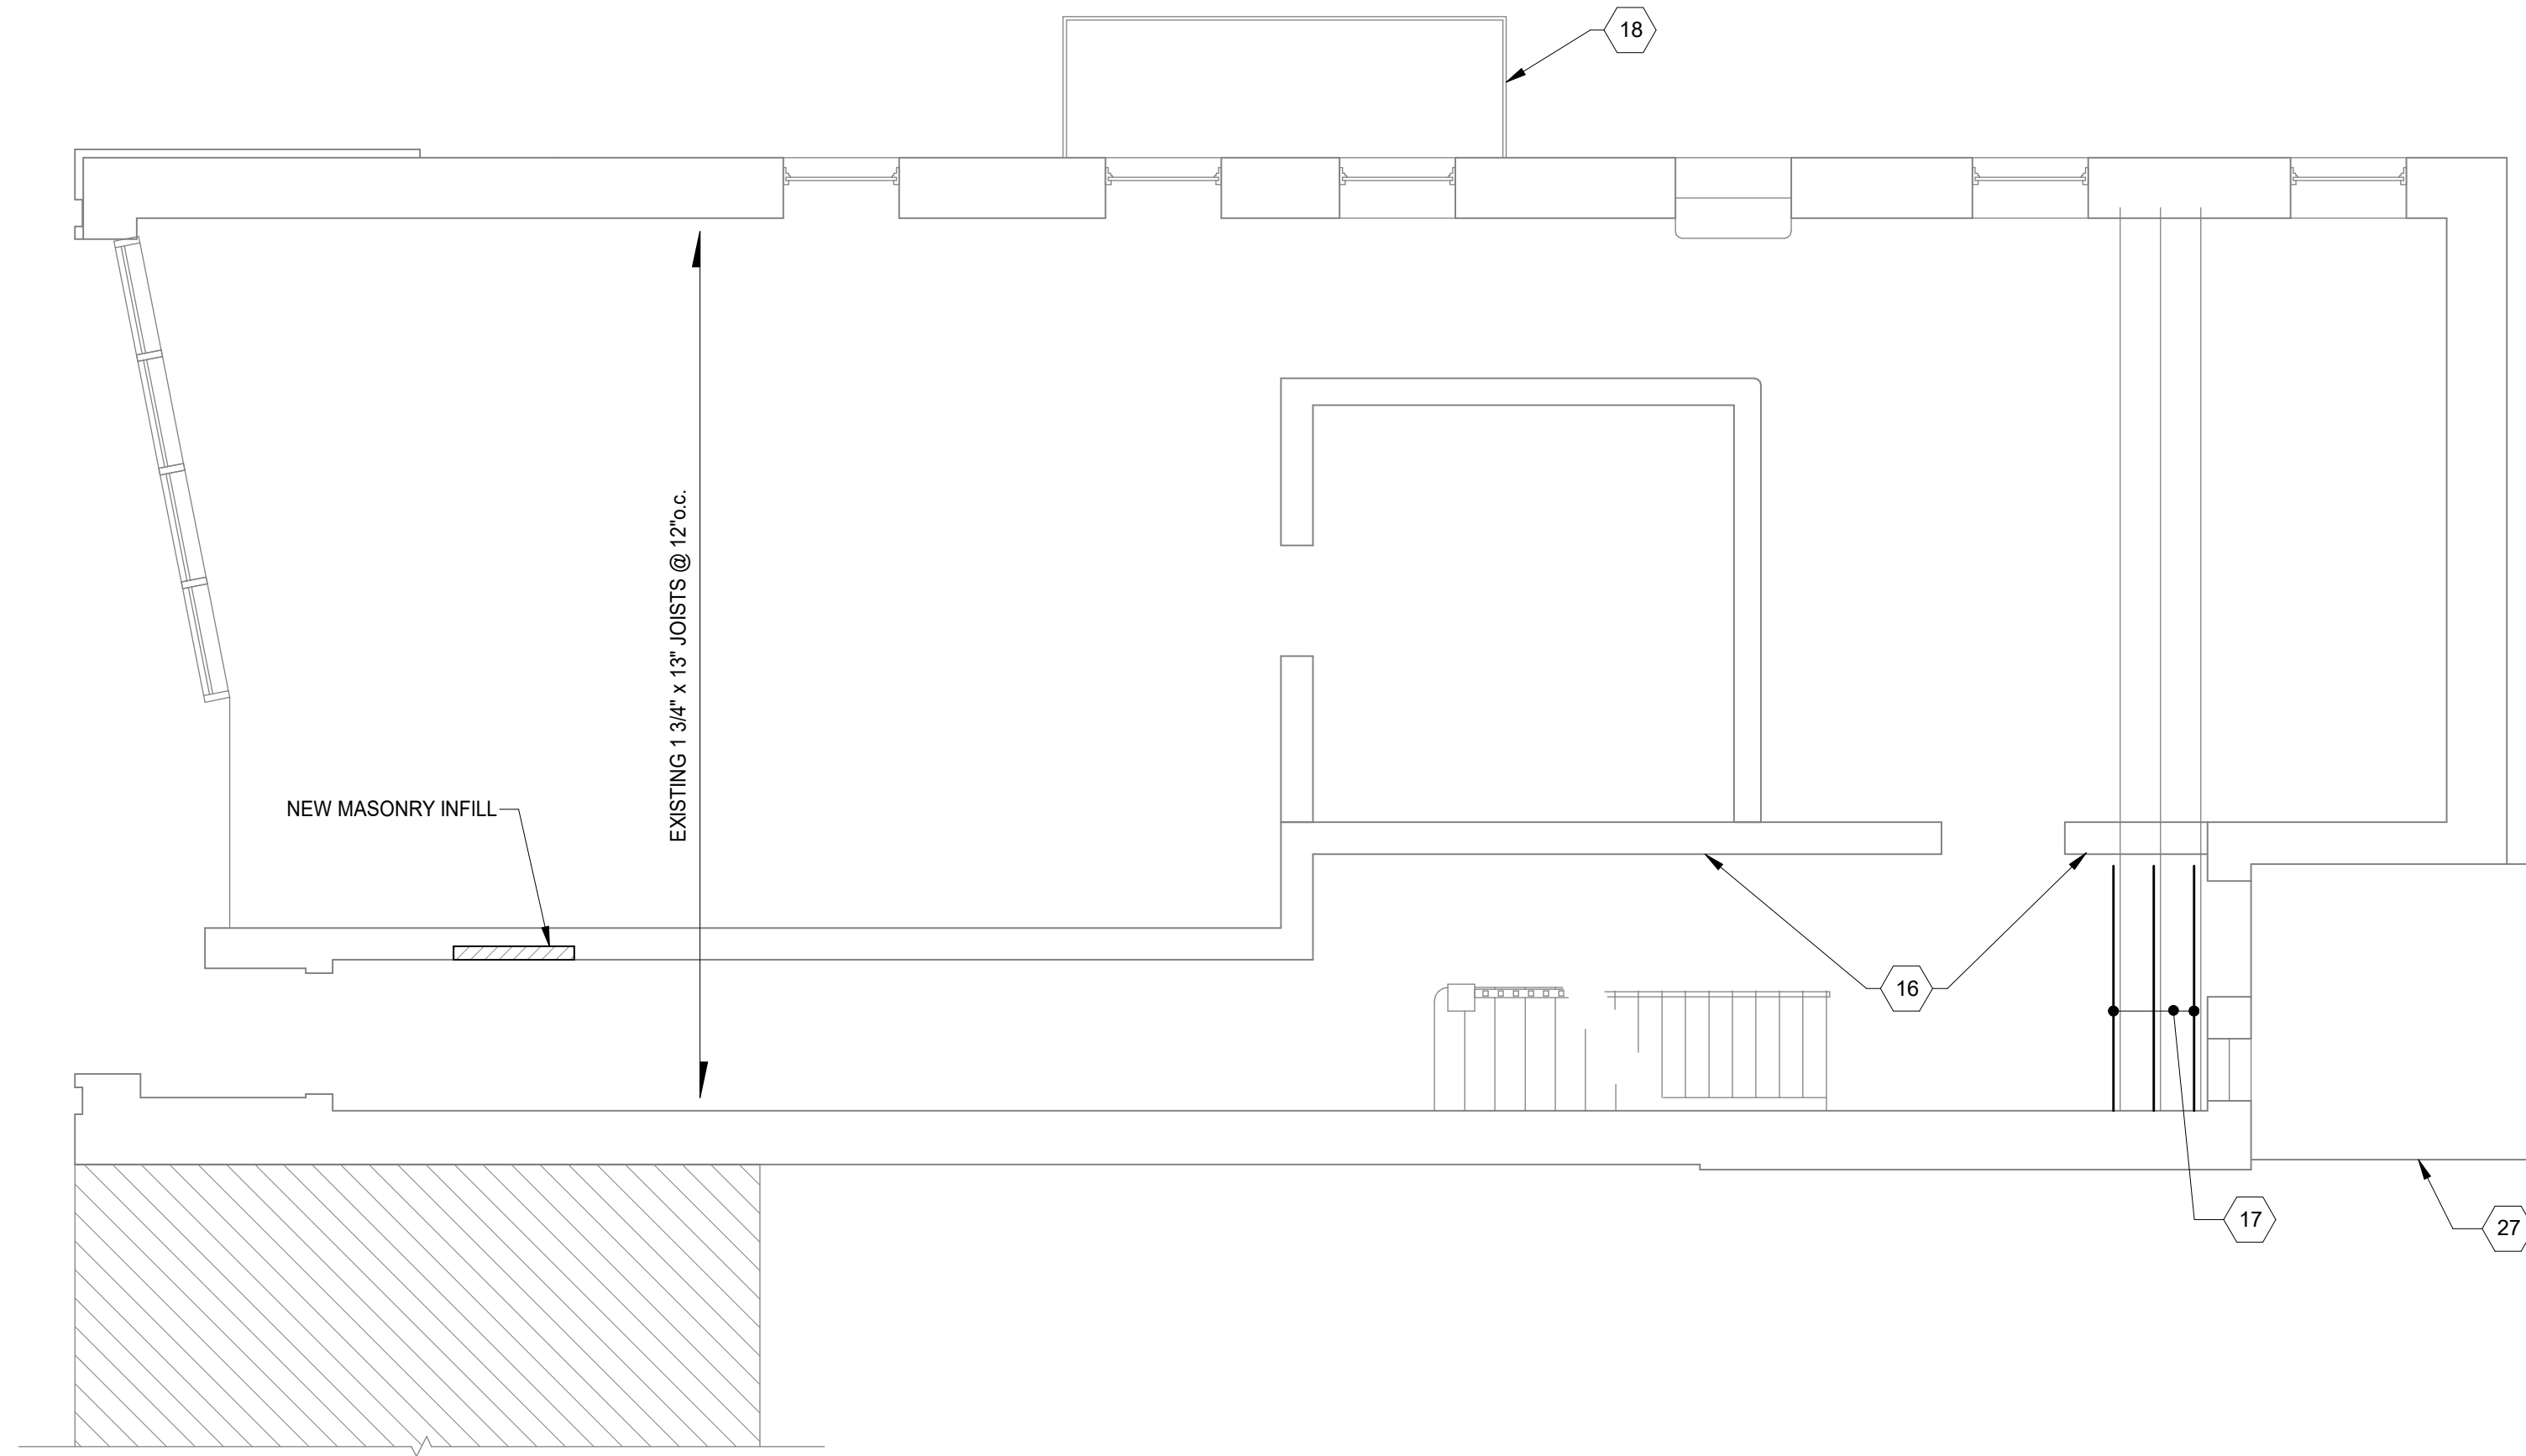 18
EXISTING 1 3/4" x 13" JOISTS @ 12"o.c.
NEW MASONRY INFILL
16
17
27